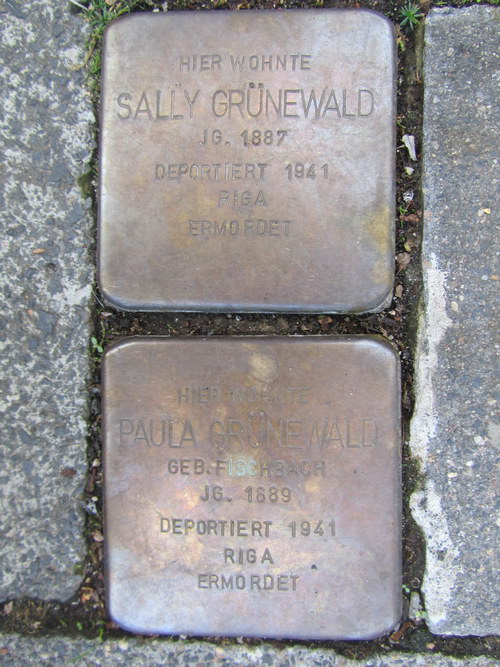 HIER WOHNTE
SALLY GRÜNEWALD
JG. 1887
DEPORTIERT 1941
RIGA
ERMORDET
HIER WOHNTE
PAULA GRÜNEWALD
GEB. FISCHBACH
JG. 1889
DEPORTIERT 1941
RIGA
ERMORDET